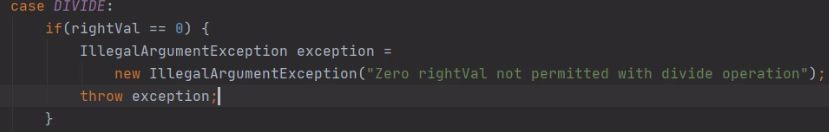 case DIVIDE:
    if(rightVal == 0) {
        IllegalArgumentException exception =
            new IllegalArgumentException("Zero rightVal not permitted with divide operation");
        throw exception;
    }